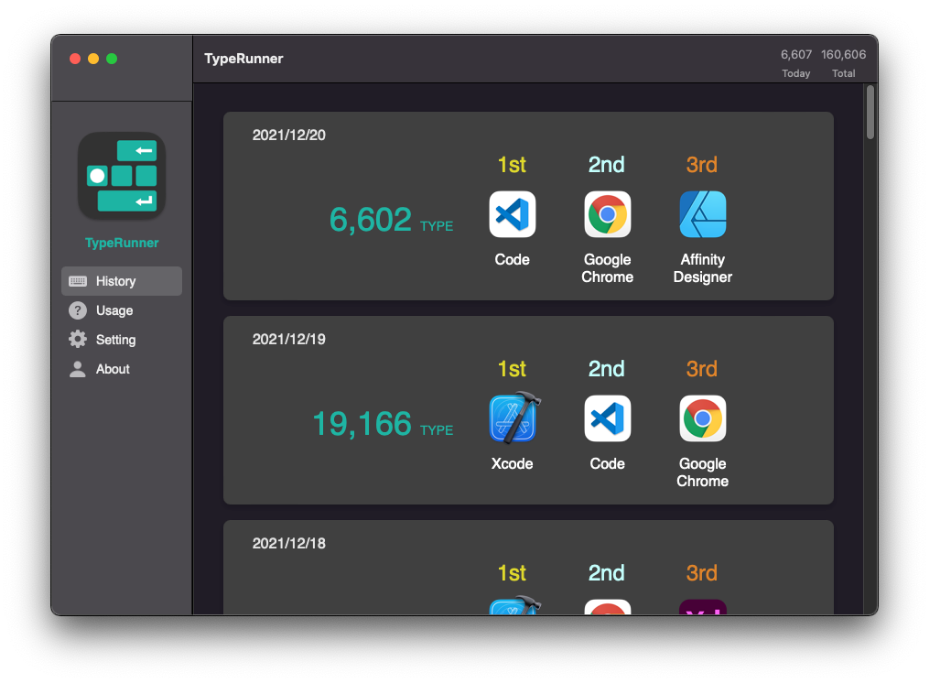 TypeRunner
6,607 160,606
Today Total
TypeRunner
History
Usage
Setting
About
2021/12/20
1st 2nd 3rd
6,602 TYPE
Code Google Chrome Affinity Designer
2021/12/19
1st 2nd 3rd
19,166 TYPE
Xcode Code Google Chrome
2021/12/18
1st 2nd 3rd